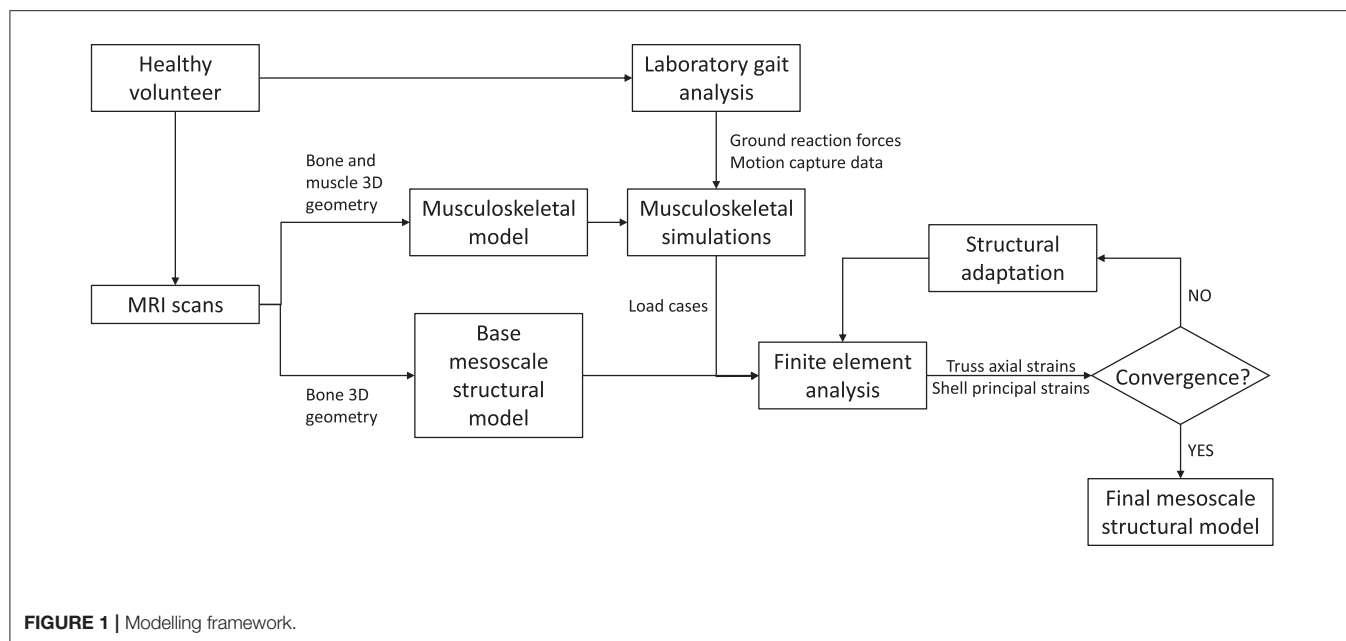 Healthy
volunteer
Laboratory gait
analysis
Ground reaction forces
Motion capture data
Bone and
muscle 3D
geometry
Musculoskeletal
model
Musculoskeletal
simulations
Structural
adaptation
MRI scans
Load cases
NO
Base
mesoscale
structural
model
Bone 3D
geometry
Finite element
analysis
Truss axial strains
Shell principal strains
Convergence?
YES
Final mesoscale
structural model
FIGURE 1 | Modelling framework.